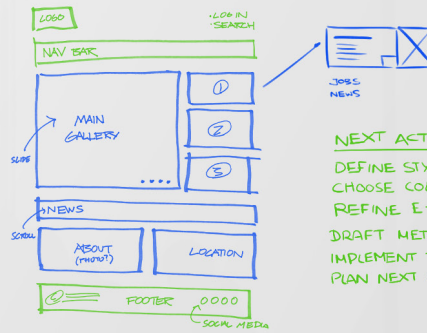 LOGO
• LOG IN
• SEARCH
NAV BAR
MAIN
GALLERY
SLIDE
1
2
3
JOBS
NEWS
NEWS
SCROLL
ABOUT
(PHOTO?)
LOCATION
FOOTER
SOCIAL MEDIA
NEXT ACT
DEFINE STY
CHOOSE CO
REFINE E
DRAFT MET
IMPLEMENT
PLAN NEXT